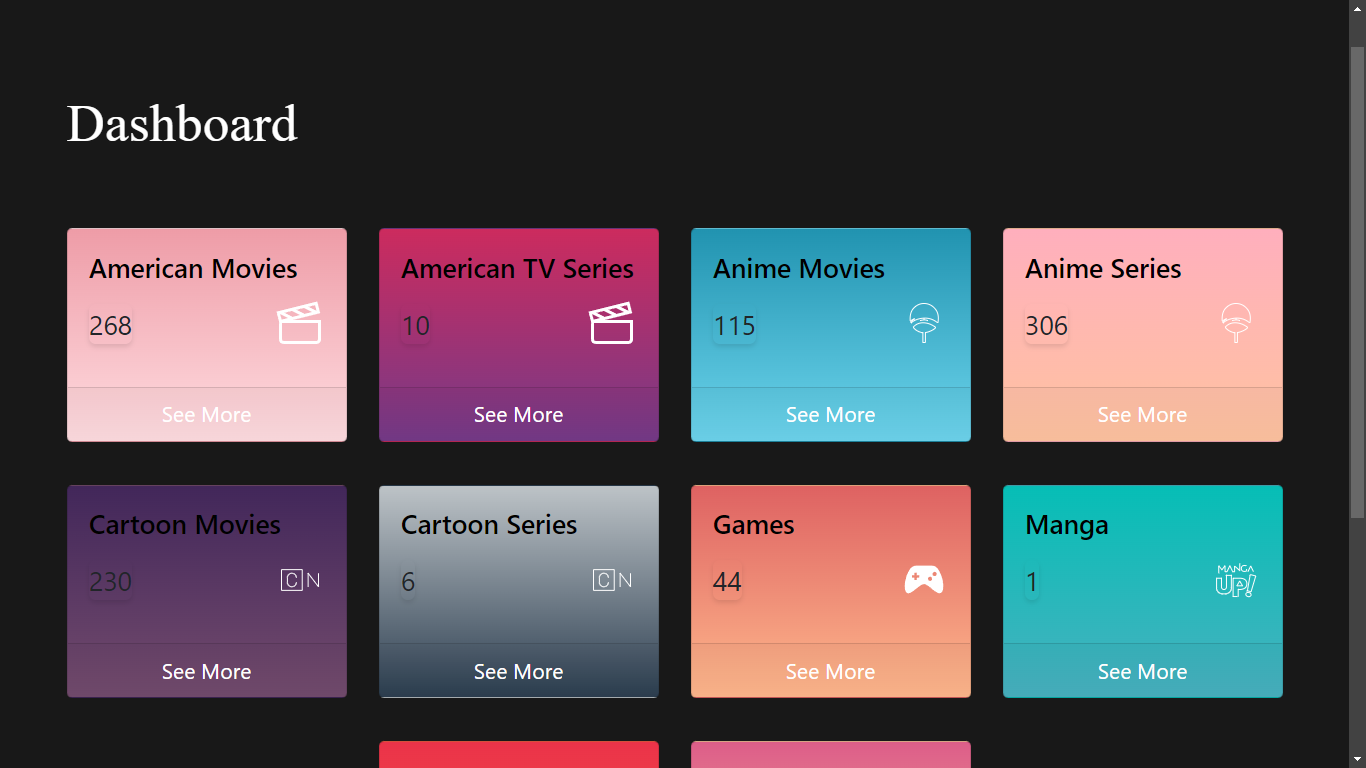 Dashboard
American Movies
268
See More
American TV Series
10
See More
Anime Movies
115
See More
Anime Series
306
See More
Cartoon Movies
230
CN
See More
Cartoon Series
6
CN
See More
Games
44
See More
Manga
1
MANGA
UP!
See More